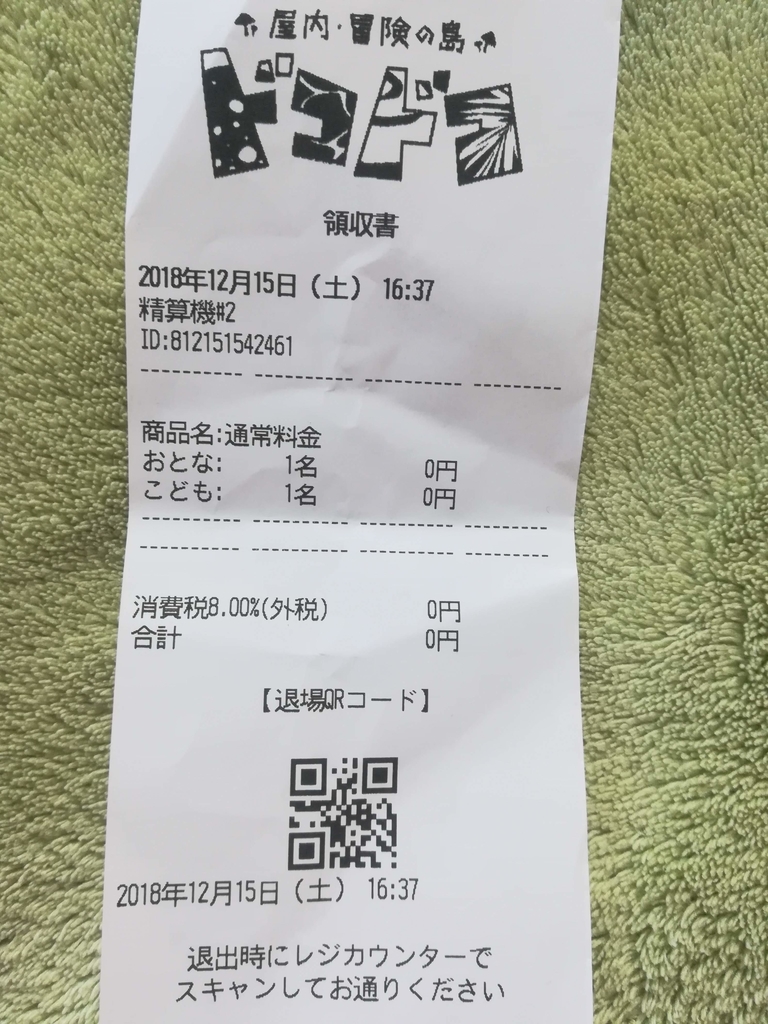 屋内・冒険の島
ドコドコ
領収書
2018年12月15日（土） 16:37
精算機#2
ID:812151542461
商品名:通常料金
おとな: 1名 0円
こども: 1名 0円
消費税8.00%(外税) 0円
合計 0円
【退場QRコード】
2018年12月15日（土） 16:37
退出時にレジカウンターで
スキャンしてお通りください